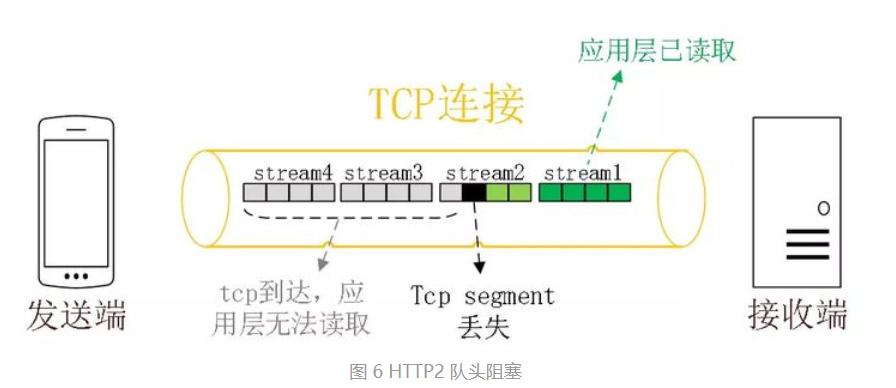 应用层已读取
TCP连接
stream4 stream3 stream2 stream1
tcp到达，应
用层无法读取
Tcp segment
丢失
发送端
接收端
图 6 HTTP2 队头阻塞